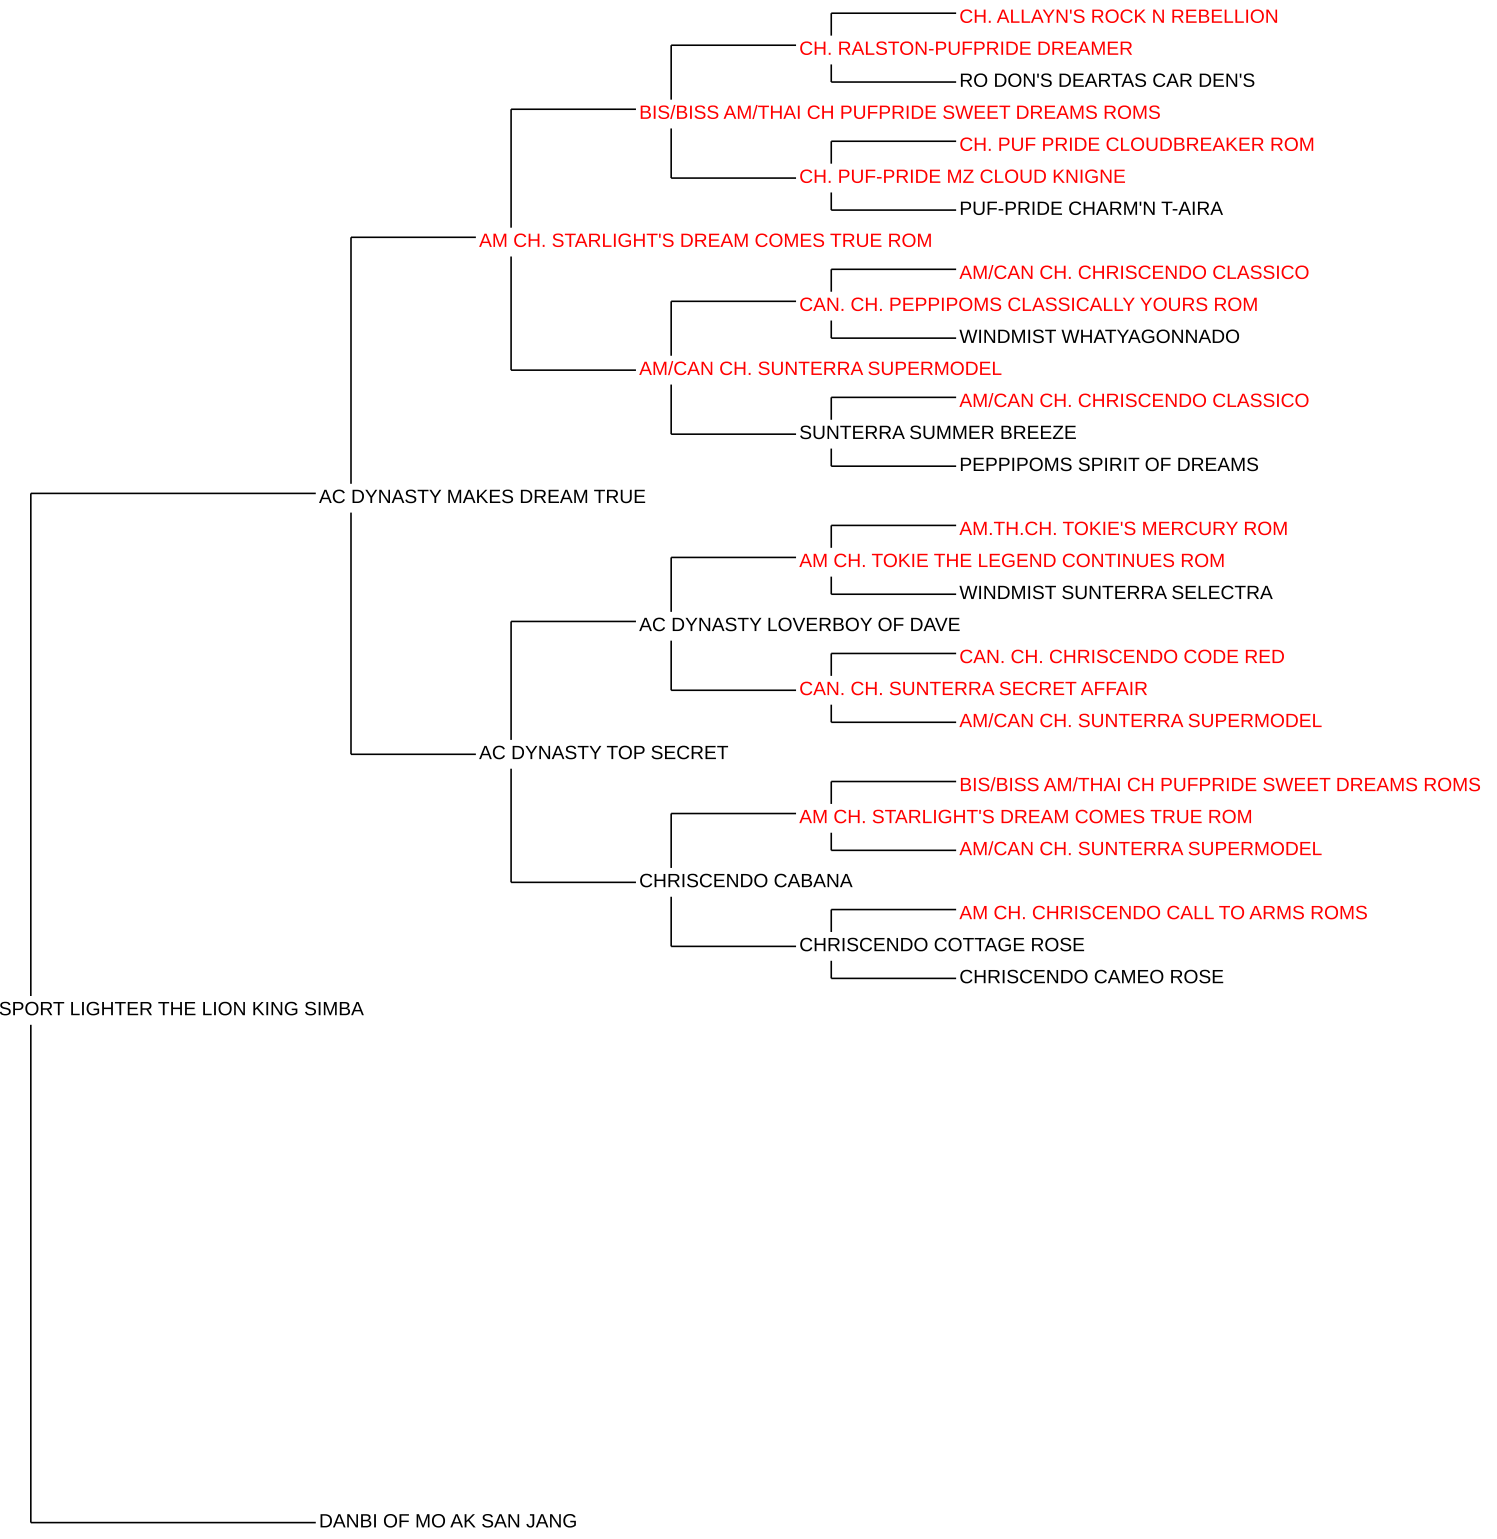 CH. ALLAYN'S ROCK N REBELLION
CH. RALSTON-PUFPRIDE DREAMER
RO DON'S DEARTAS CAR DEN'S
BIS/BISS AM/THAI CH PUFPRIDE SWEET DREAMS ROMS
CH. PUF PRIDE CLOUDBREAKER ROM
CH. PUF-PRIDE MZ CLOUD KNIGNE
PUF-PRIDE CHARM'N T-AIRA
AM CH. STARLIGHT'S DREAM COMES TRUE ROM
AM/CAN CH. CHRISCENDO CLASSICO
CAN. CH. PEPPIPOMS CLASSICALLY YOURS ROM
WINDMIST WHATYAGONNADO
AM/CAN CH. SUNTERRA SUPERMODEL
AM/CAN CH. CHRISCENDO CLASSICO
SUNTERRA SUMMER BREEZE
PEPPIPOMS SPIRIT OF DREAMS
AC DYNASTY MAKES DREAM TRUE
AM.TH.CH. TOKIE'S MERCURY ROM
AM CH. TOKIE THE LEGEND CONTINUES ROM
WINDMIST SUNTERRA SELECTRA
AC DYNASTY LOVERBOY OF DAVE
CAN. CH. CHRISCENDO CODE RED
CAN. CH. SUNTERRA SECRET AFFAIR
AM/CAN CH. SUNTERRA SUPERMODEL
AC DYNASTY TOP SECRET
BIS/BISS AM/THAI CH PUFPRIDE SWEET DREAMS ROMS
AM CH. STARLIGHT'S DREAM COMES TRUE ROM
AM/CAN CH. SUNTERRA SUPERMODEL
CHRISCENDO CABANA
AM CH. CHRISCENDO CALL TO ARMS ROMS
CHRISCENDO COTTAGE ROSE
CHRISCENDO CAMEO ROSE
SPORT LIGHTER THE LION KING SIMBA
DANBI OF MO AK SAN JANG